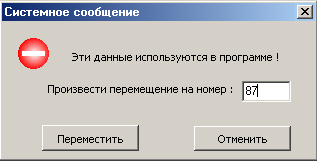 Системное сообщение
Эти данные используются в программе !
Произвести перемещение на номер : 87
Переместить Отменить